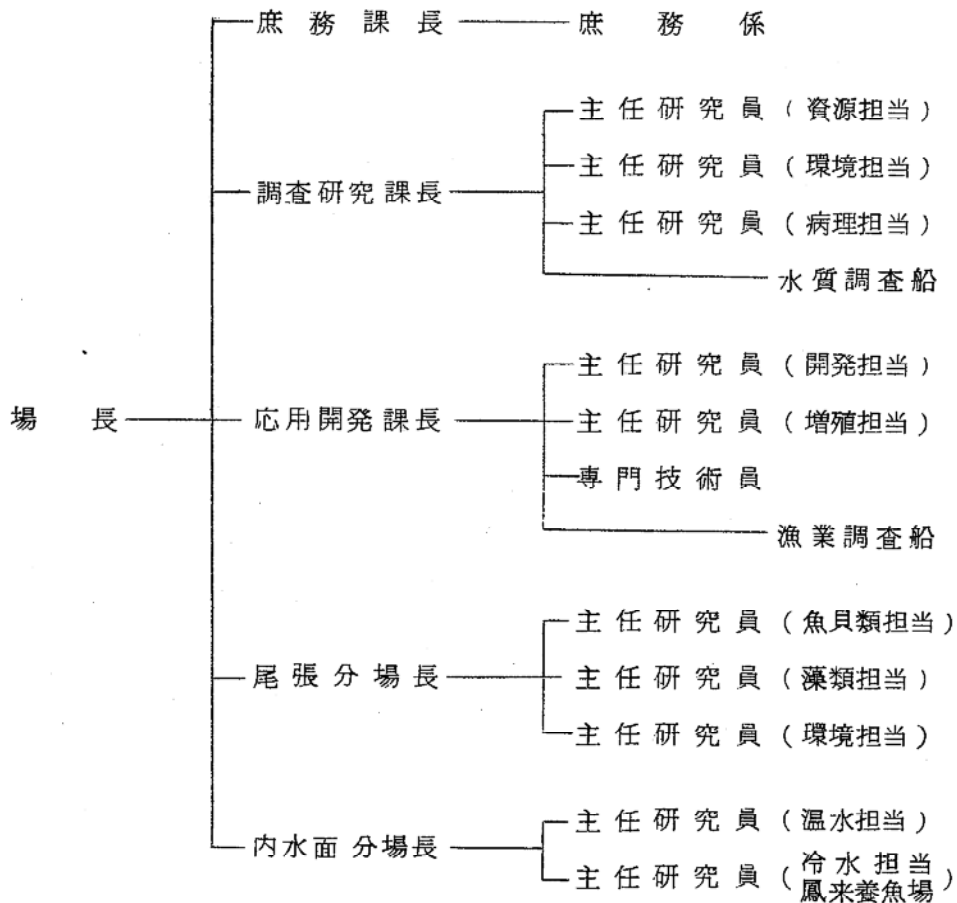 庶務課長 庶務係
主任研究員(資源担当)
主任研究員(環境担当)
調査研究課長
主任研究員(病理担当)
水質調査船
主任研究員(開発担当)
場長 応用開発課長 主任研究員(増殖担当)
専門技術員
漁業調査船
主任研究員(魚貝類担当)
尾張分場長 主任研究員(藻類担当)
主任研究員(環境担当)
主任研究員(温水担当)
内水面分場長
主任研究員(冷水担当
鳳来養魚場)